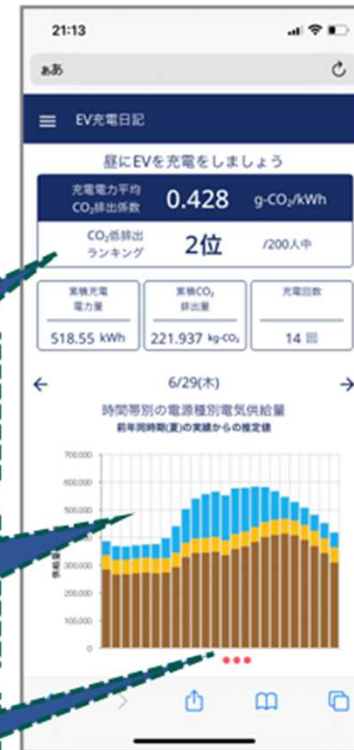 21:13
ぁあ
EV充電日記
昼にEVを充電をしましょう
充電電力平均
CO₂排出係数
0.428
g-CO₂/kWh
CO₂低排出
ランキング
2位
/200人中
累積充電
電力量
518.55 kWh
累積CO₂
排出量
221.937 kg-CO₂
充電回数
14 回
6/29(木)
時間帯別の電源種別電気供給量
前年同時期(夏)の実績からの推定値
700,000
600,000
300,000
200,000
100,000
0